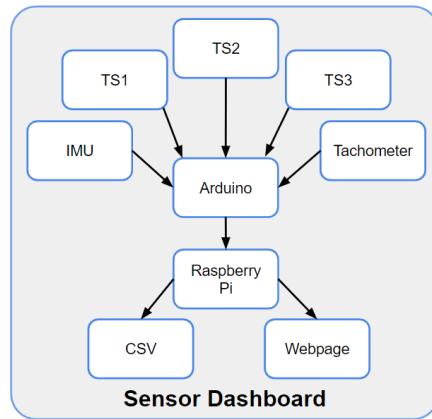 TS2
TS1
TS3
IMU
Tachometer
Arduino
Raspberry
Pi
CSV
Webpage
Sensor Dashboard